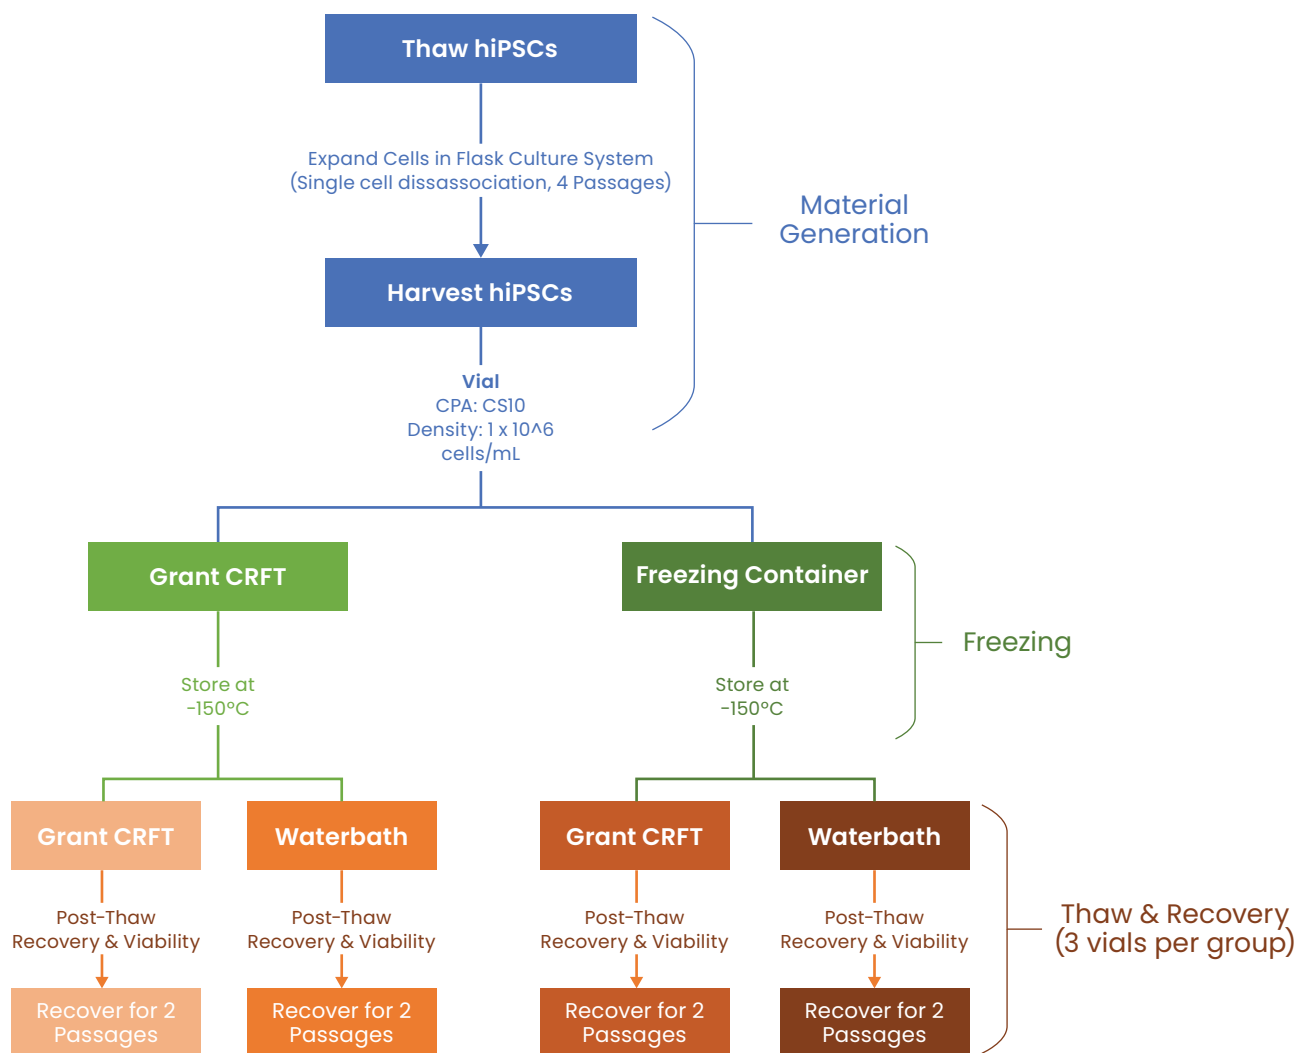 Thaw hiPSCs
Expand Cells in Flask Culture System
(Single cell dissassociation, 4 Passages)
Material
Generation
Harvest hiPSCs
Vial
CPA: CS10
Density: 1 x 10^6
cells/mL
Grant CRFT
Freezing Container
Freezing
Store at
-150°C
Store at
-150°C
Grant CRFT
Waterbath
Grant CRFT
Waterbath
Post-Thaw
Recovery & Viability
Post-Thaw
Recovery & Viability
Post-Thaw
Recovery & Viability
Post-Thaw
Recovery & Viability
Thaw & Recovery
(3 vials per group)
Recover for 2
Passages
Recover for 2
Passages
Recover for 2
Passages
Recover for 2
Passages